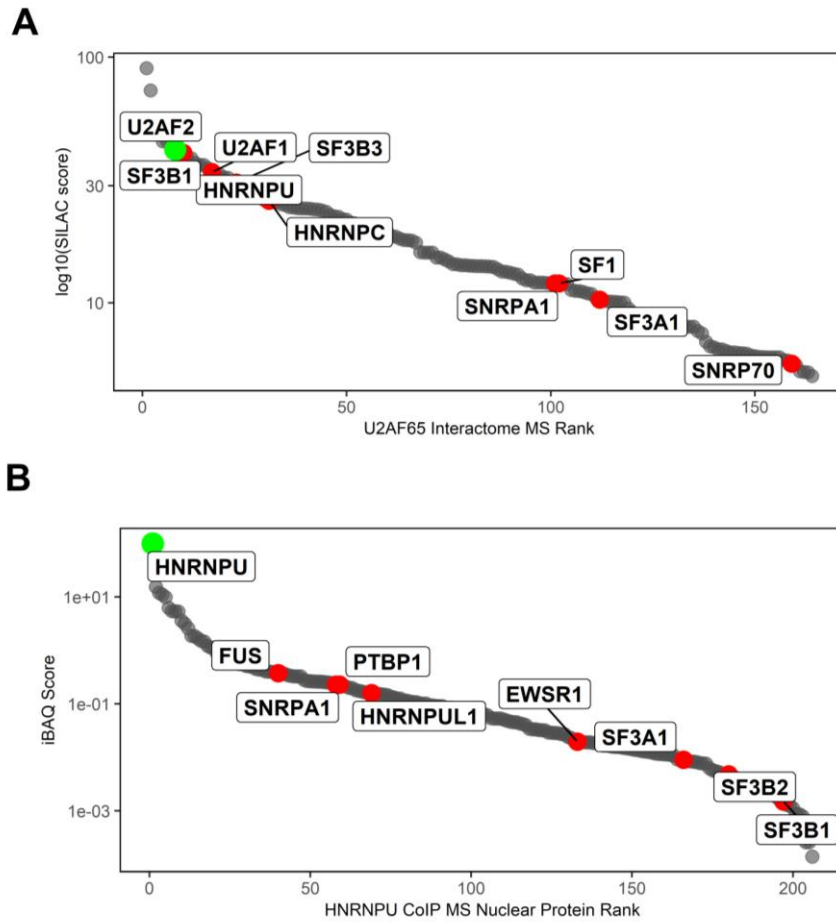 A
100
30
10
log10(SILAC score)
U2AF2
U2AF1
SF3B3
SF3B1
HNRNPU
HNRNPC
SF1
SNRPA1
SF3A1
SNRP70
0
50
100
150
U2AF65 Interactome MS Rank
B
1e+01
1e-01
1e-03
iBAQ Score
HNRNPU
FUS
PTBP1
SNRPA1
HNRNPUL1
EWSR1
SF3A1
SF3B2
SF3B1
0
50
100
150
200
HNRNPU CoIP MS Nuclear Protein Rank